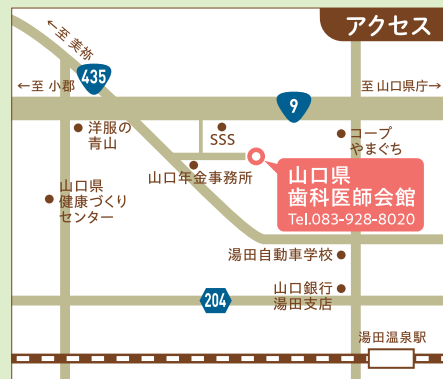 アクセス
←至 美祢
435
←至 小郡
9
至 山口県庁→
洋服の
青山
SSS
コープ
やまぐち
山口年金事務所
山口県
歯科医師会館
Tel.083-928-8020
山口県
健康づくり
センター
湯田自動車学校
山口銀行
湯田支店
204
湯田温泉駅